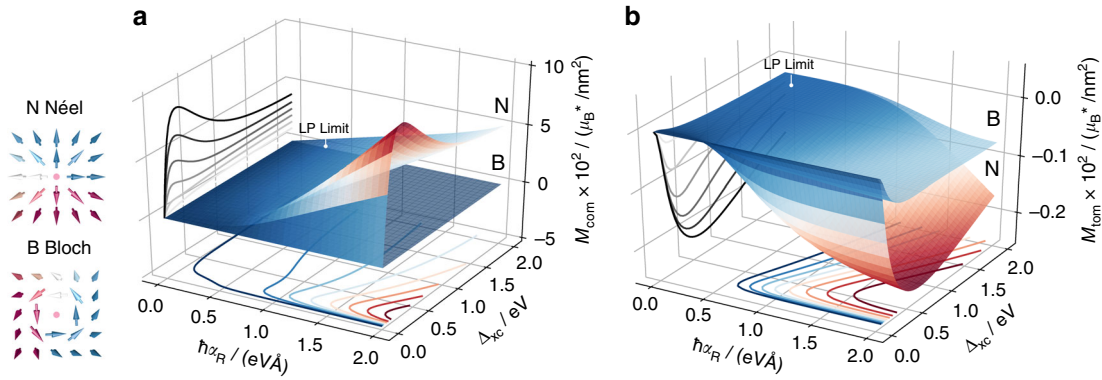 a
b
N Néel
B Bloch
LP Limit
N
B
10
5
0
−5
M_com × 10² / (μ_B* /nm²)
0.0
0.5
1.0
1.5
2.0
ħα_R / (eVÅ)
0.0
0.5
1.0
1.5
2.0
Δ_xc / eV
LP Limit
B
N
0.0
−0.1
−0.2
M_tom × 10² / (μ_B* /nm²)
0.0
0.5
1.0
1.5
2.0
ħα_R / (eVÅ)
0.0
0.5
1.0
1.5
2.0
Δ_xc / eV